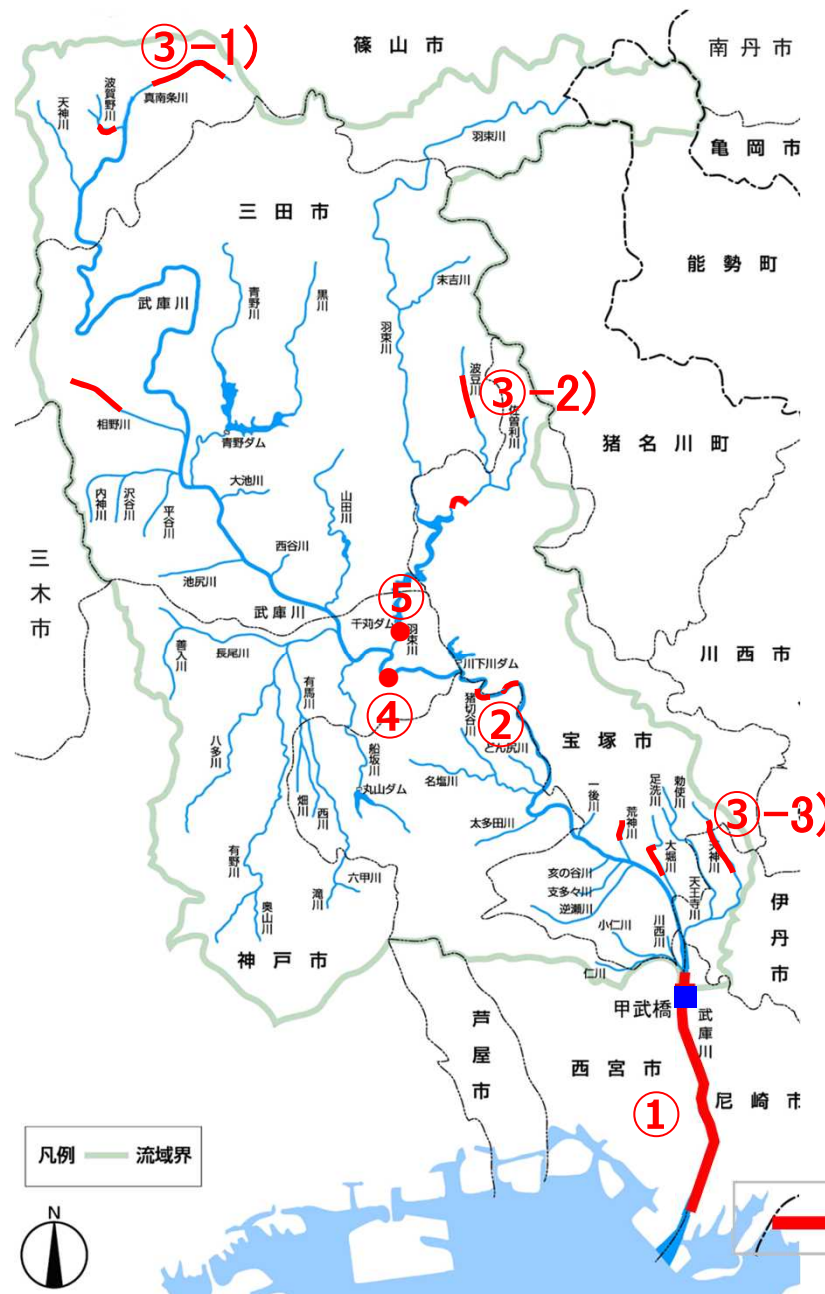 ③-1)
篠山市
南丹市
波賀野川
真南条川
天神川
羽束川
亀岡市
三田市
能勢町
武庫川
青野川
黒川
末吉川
羽束川
波豆川
③-2)
佐曽利川
相野川
青野ダム
猪名川町
大池川
内神川
沢谷川
平谷川
山田川
三木市
西谷川
池尻川
武庫川
⑤
千苅ダム
羽束川
善入川
長尾川
有馬川
川下川ダム
川西市
④
猪切谷川
②
宝塚市
船坂川
八多川
名塩川
丸山ダム
畑川
西川
一後川
荒神川
足洗川
勅使川
③-3)
太多田川
大堀川
天神川
有野川
亥の谷川
支多々川
逆瀬川
天王寺川
六甲川
滝川
奥山川
小仁川
川西川
伊丹市
神戸市
仁川
甲武橋
武庫川
芦屋市
西宮市
尼崎市
①
凡例
流域界
N